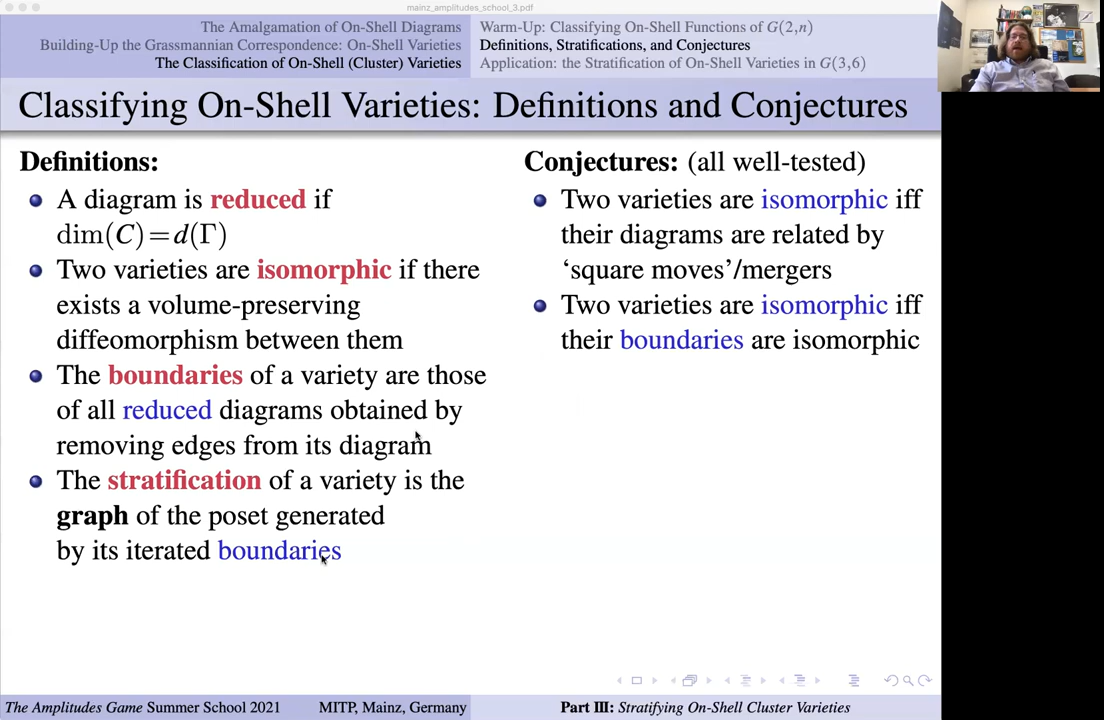 mainz_amplitudes_school_3.pdf
The Amalgamation of On-Shell Diagrams
Building-Up the Grassmannian Correspondence: On-Shell Varieties
The Classification of On-Shell (Cluster) Varieties
Warm-Up: Classifying On-Shell Functions of G(2,n)
Definitions, Stratifications, and Conjectures
Application: the Stratification of On-Shell Varieties in G(3,6)
Classifying On-Shell Varieties: Definitions and Conjectures
Definitions:
A diagram is reduced if
dim(C)=d(Γ)
Two varieties are isomorphic if there
exists a volume-preserving
diffeomorphism between them
The boundaries of a variety are those
of all reduced diagrams obtained by
removing edges from its diagram
The stratification of a variety is the
graph of the poset generated
by its iterated boundaries
Conjectures: (all well-tested)
Two varieties are isomorphic iff
their diagrams are related by
‘square moves’/mergers
Two varieties are isomorphic iff
their boundaries are isomorphic
The Amplitudes Game Summer School 2021
MITP, Mainz, Germany
Part III: Stratifying On-Shell Cluster Varieties